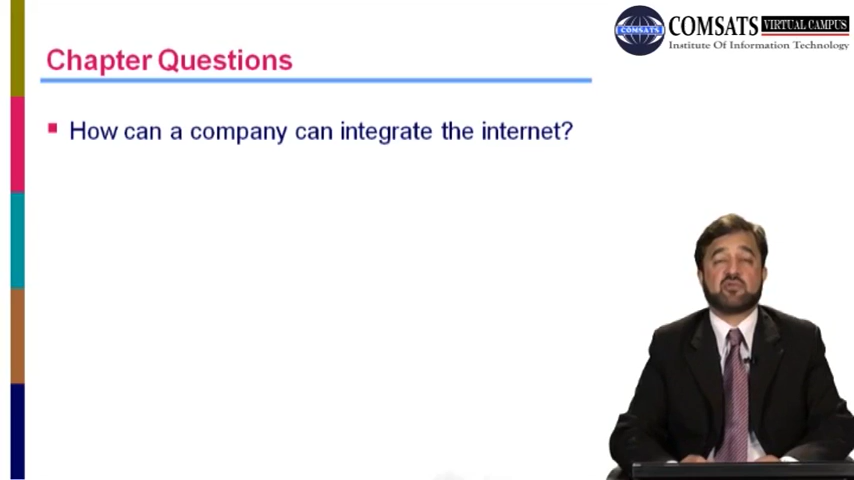 COMSATS VIRTUAL CAMPUS
COMSATS
Institute Of Information Technology
Chapter Questions
How can a company can integrate the internet?